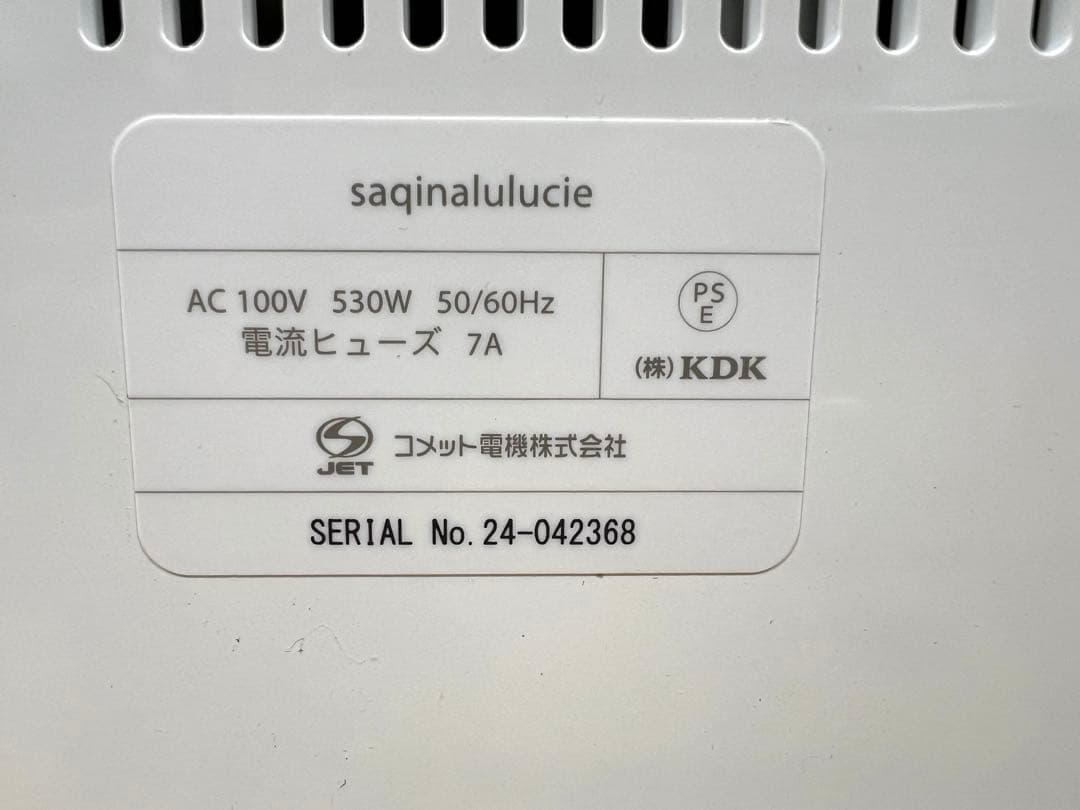 saqinalulucie
AC 100V 530W 50/60Hz
電流ヒューズ 7A
PS
E
(株)KDK
JET コメット電機株式会社
SERIAL No. 24-042368